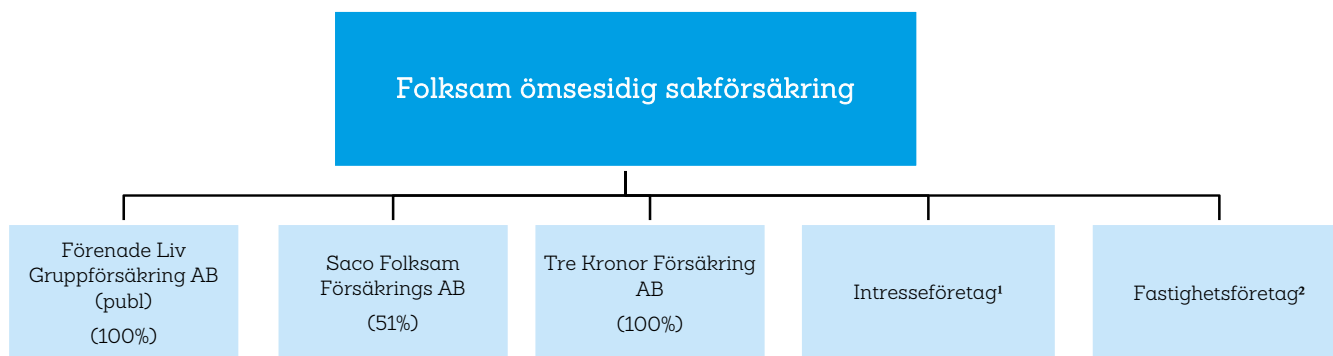 Folksam ömsesidig sakförsäkring
Förenade Liv
Gruppförsäkring AB
(publ)
(100%)
Saco Folksam
Försäkrings AB
(51%)
Tre Kronor Försäkring
AB
(100%)
Intresseföretag¹
Fastighetsföretag²